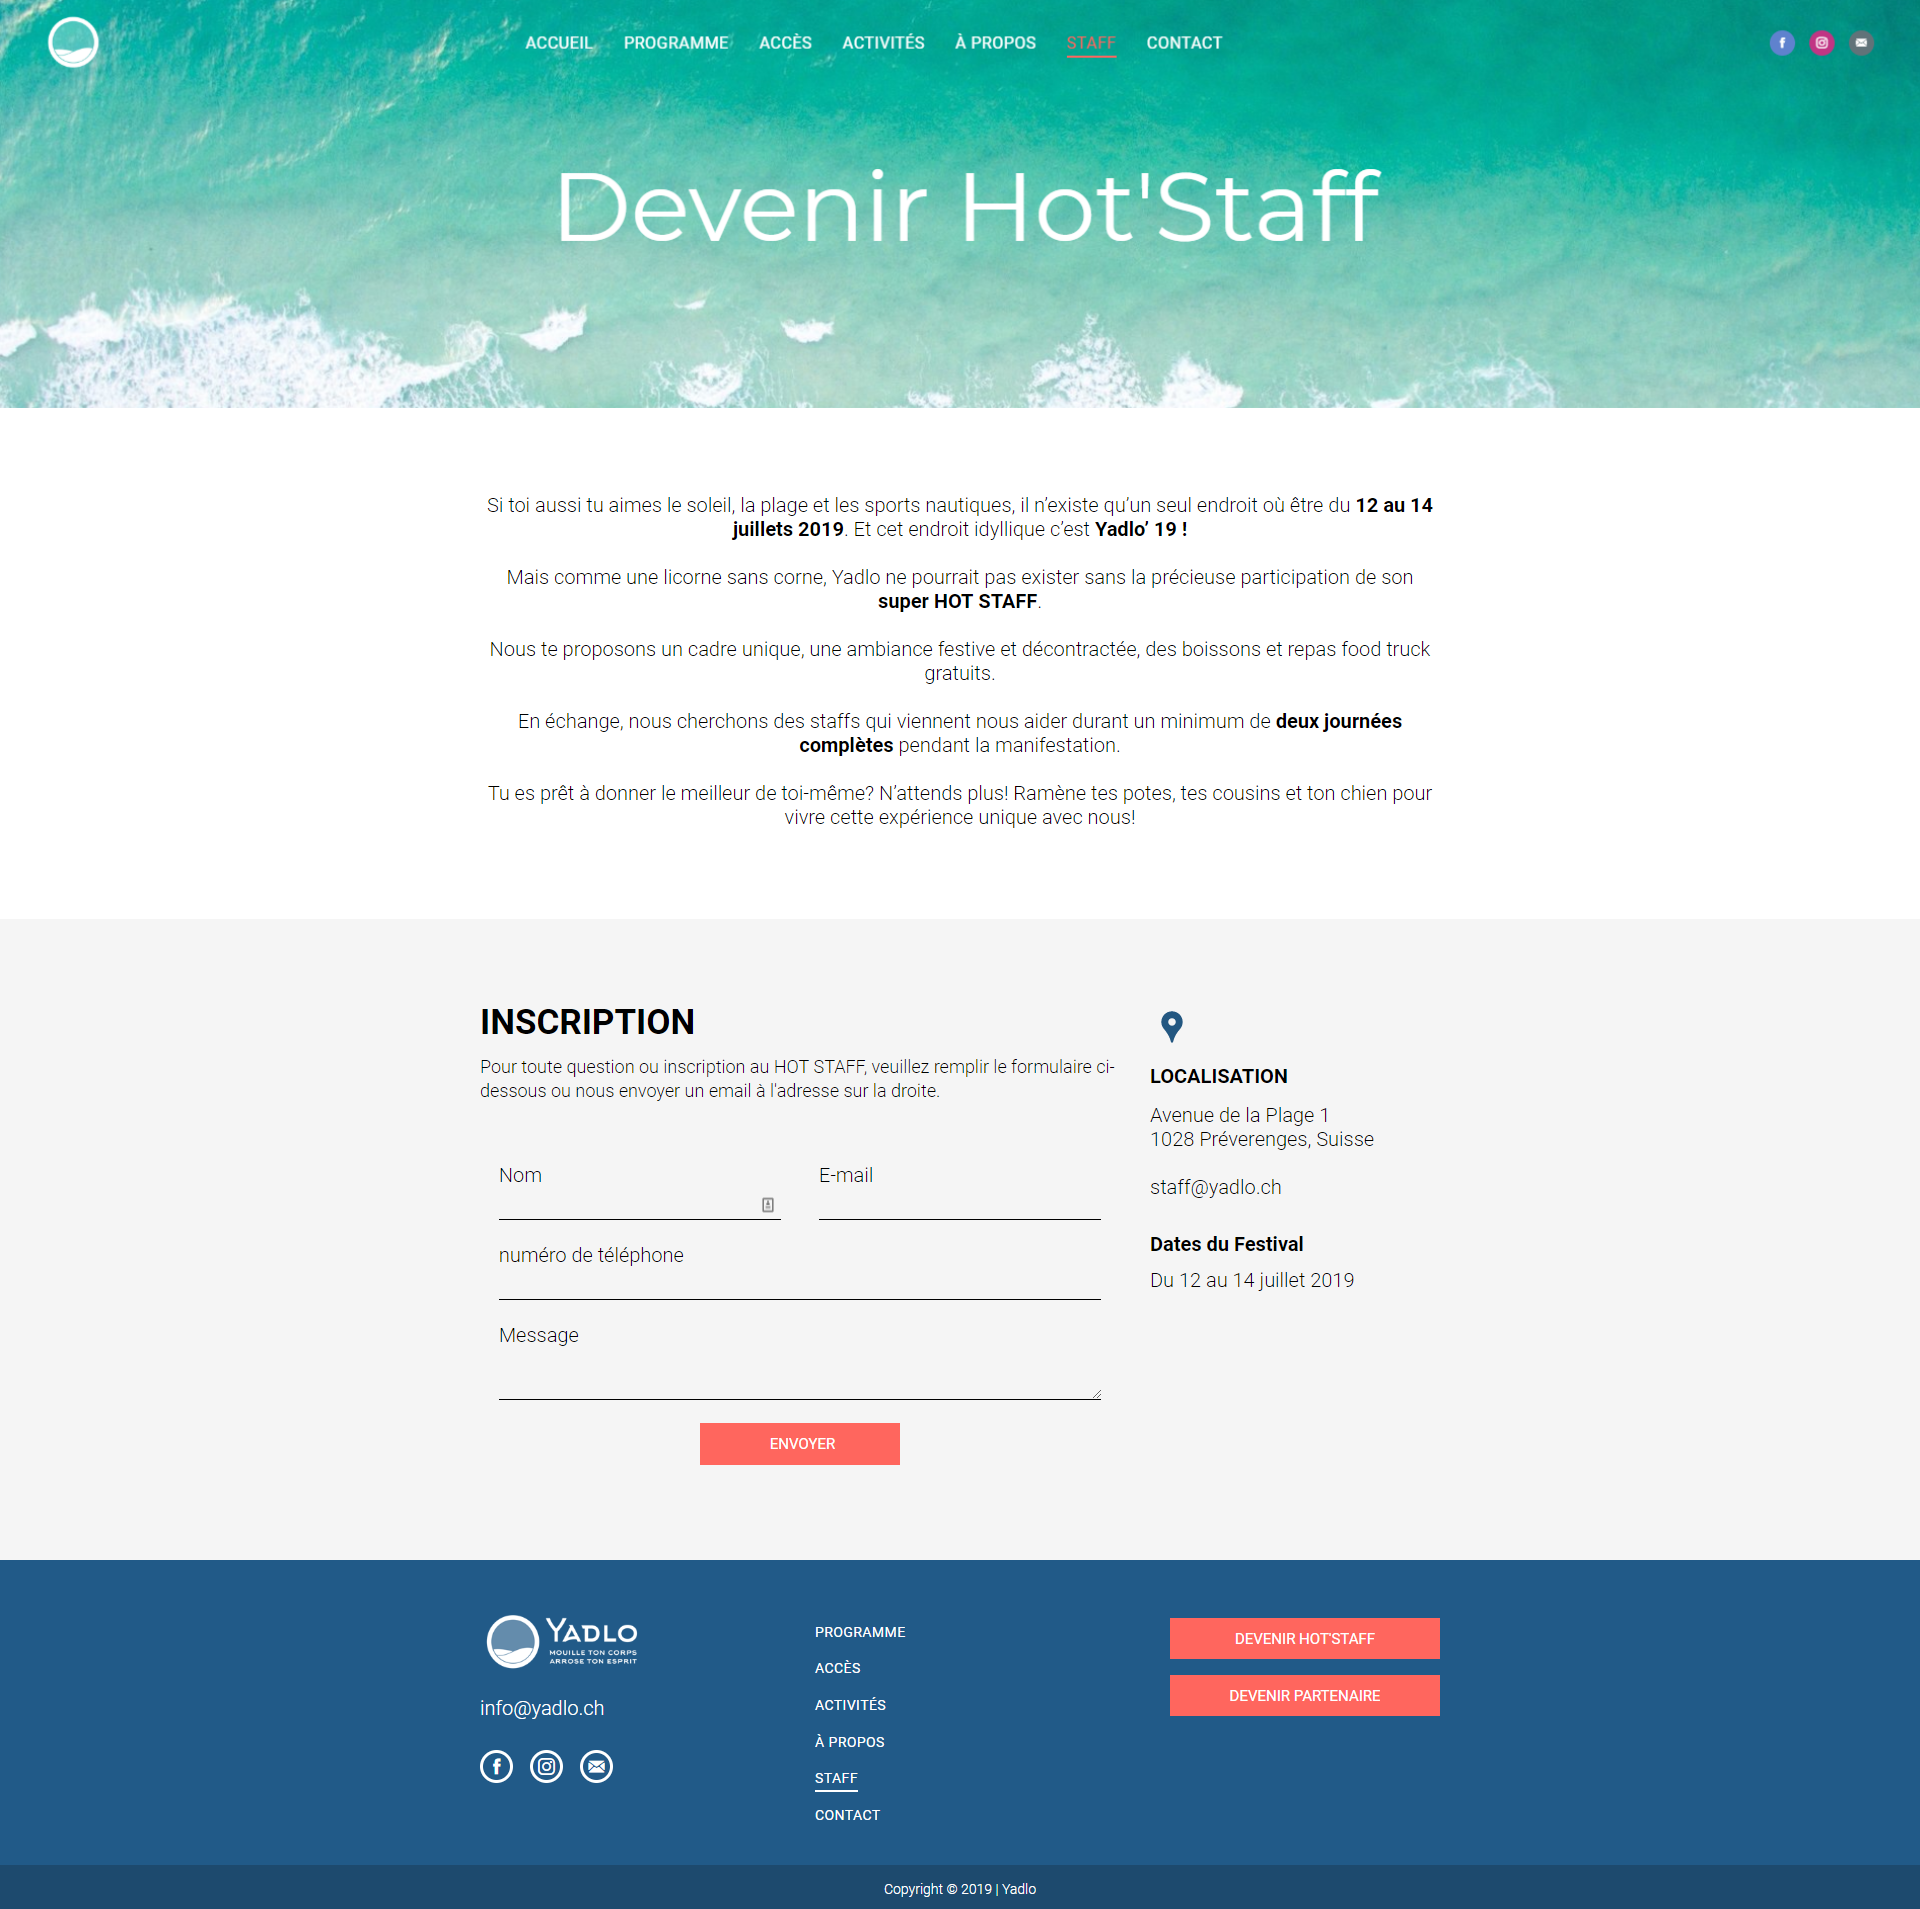 ACCUEIL PROGRAMME ACCÈS ACTIVITÉS À PROPOS STAFF CONTACT
Devenir Hot'Staff
Si toi aussi tu aimes le soleil, la plage et les sports nautiques, il n’existe qu’un seul endroit où être du 12 au 14
juillets 2019. Et cet endroit idyllique c’est Yadlo’ 19 !
Mais comme une licorne sans corne, Yadlo ne pourrait pas exister sans la précieuse participation de son
super HOT STAFF.
Nous te proposons un cadre unique, une ambiance festive et décontractée, des boissons et repas food truck
gratuits.
En échange, nous cherchons des staffs qui viennent nous aider durant un minimum de deux journées
complètes pendant la manifestation.
Tu es prêt à donner le meilleur de toi-même? N’attends plus! Ramène tes potes, tes cousins et ton chien pour
vivre cette expérience unique avec nous!
INSCRIPTION
Pour toute question ou inscription au HOT STAFF, veuillez remplir le formulaire ci-
dessous ou nous envoyer un email à l'adresse sur la droite.
Nom
E-mail
numéro de téléphone
Message
ENVOYER
LOCALISATION
Avenue de la Plage 1
1028 Préverenges, Suisse
staff@yadlo.ch
Dates du Festival
Du 12 au 14 juillet 2019
YADLO
MOUILLE TON CORPS
ARROSE TON ESPRIT
info@yadlo.ch
PROGRAMME
ACCÈS
ACTIVITÉS
À PROPOS
STAFF
CONTACT
DEVENIR HOT'STAFF
DEVENIR PARTENAIRE
Copyright © 2019 | Yadlo